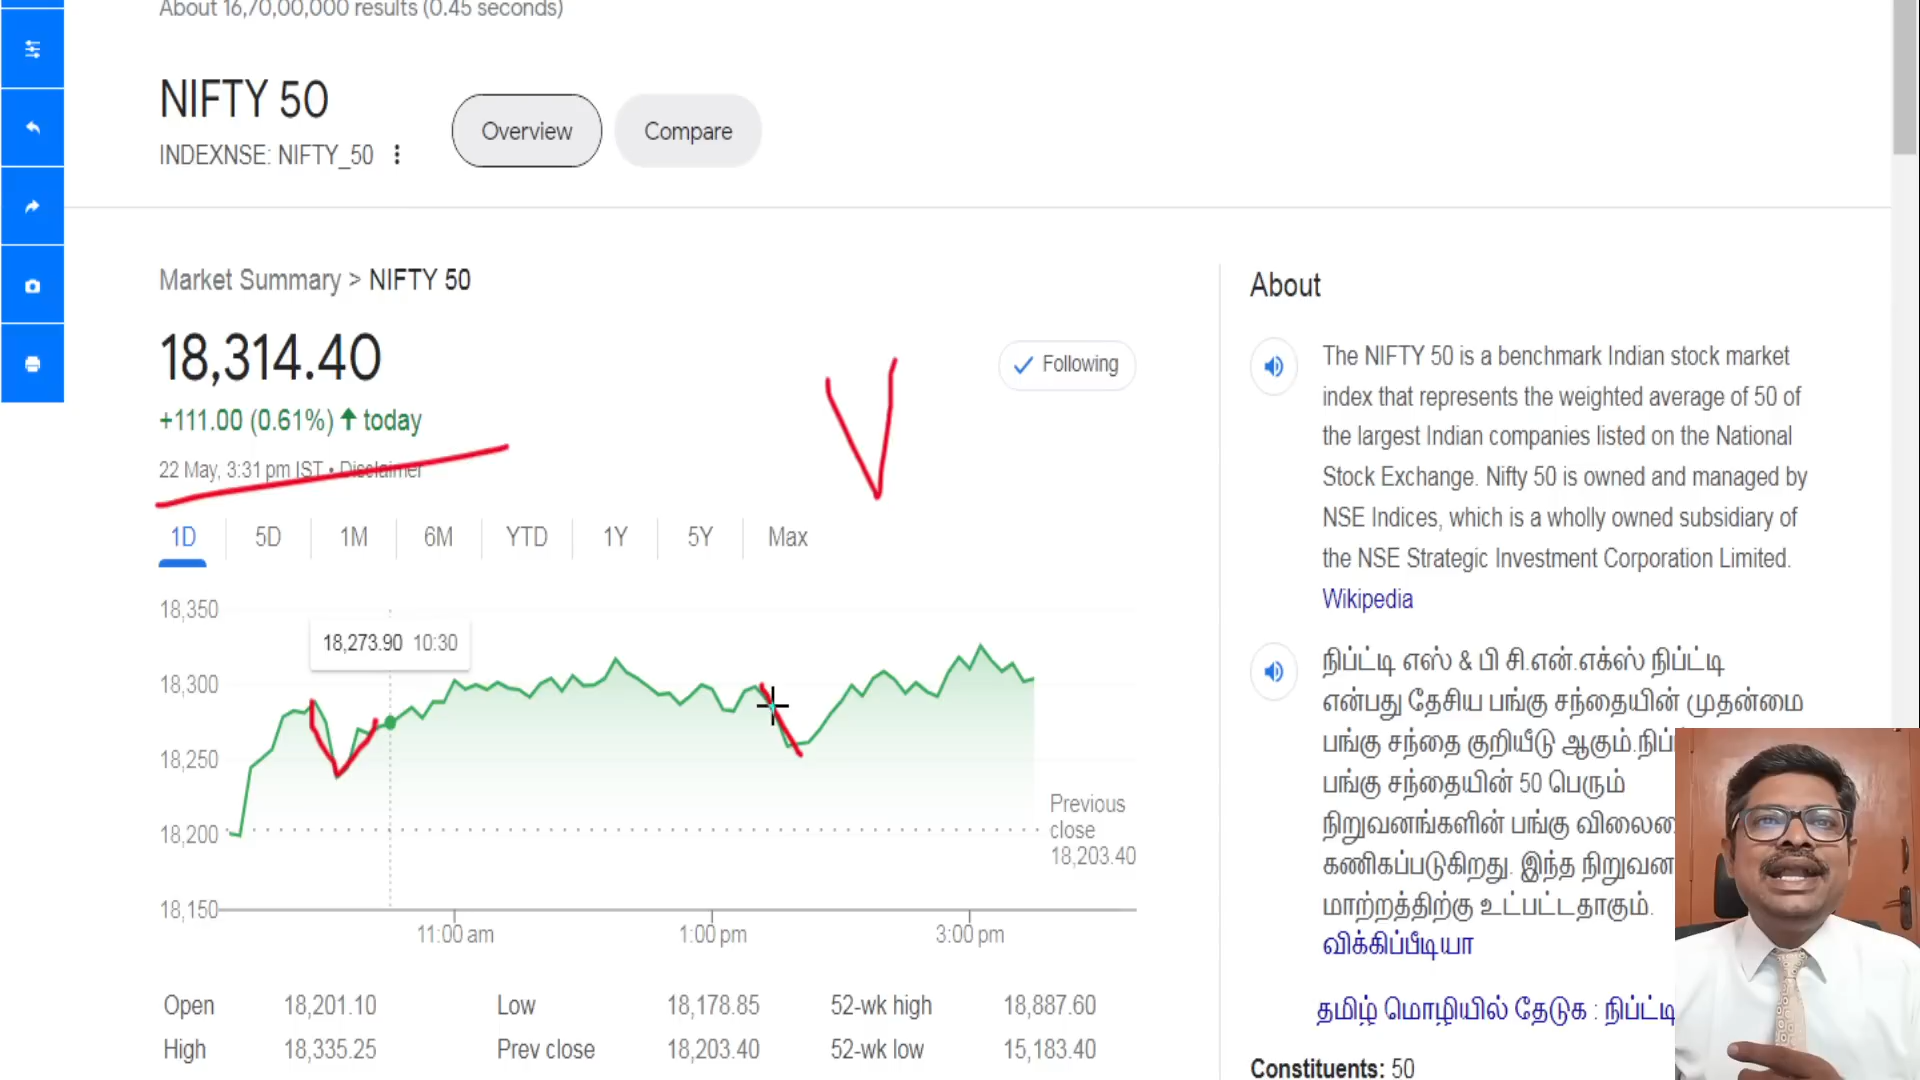 About 16,70,00,000 results (0.45 seconds)
NIFTY 50
INDEXNSE: NIFTY_50
Overview
Compare
Market Summary > NIFTY 50
18,314.40
Following
+111.00 (0.61%) ↑ today
22 May, 3:31 pm IST • Disclaimer
1D 5D 1M 6M YTD 1Y 5Y Max
18,350
18,273.90 10:30
18,300
18,250
18,200
18,150
Previous
close
18,203.40
11:00 am 1:00 pm 3:00 pm
Open 18,201.10 Low 18,178.85 52-wk high 18,887.60
High 18,335.25 Prev close 18,203.40 52-wk low 15,183.40
About
The NIFTY 50 is a benchmark Indian stock market
index that represents the weighted average of 50 of
the largest Indian companies listed on the National
Stock Exchange. Nifty 50 is owned and managed by
NSE Indices, which is a wholly owned subsidiary of
the NSE Strategic Investment Corporation Limited.
Wikipedia
நிப்ட்டி எஸ் & பி சி.என்.எக்ஸ் நிப்ட்டி
என்பது தேசிய பங்கு சந்தையின் முதன்மை
பங்கு சந்தை குறியீடு ஆகும்.
பங்கு சந்தையின் 50 பெரும்
நிறுவனங்களின் பங்கு
கணிகப்படுகிறது. இந்த
மாற்றத்திற்கு உட்பட்டதாகும்.
விக்கிப்பீடியா
தமிழ் மொழியில் தேடுக : நிப்ட்டி
Constituents: 50